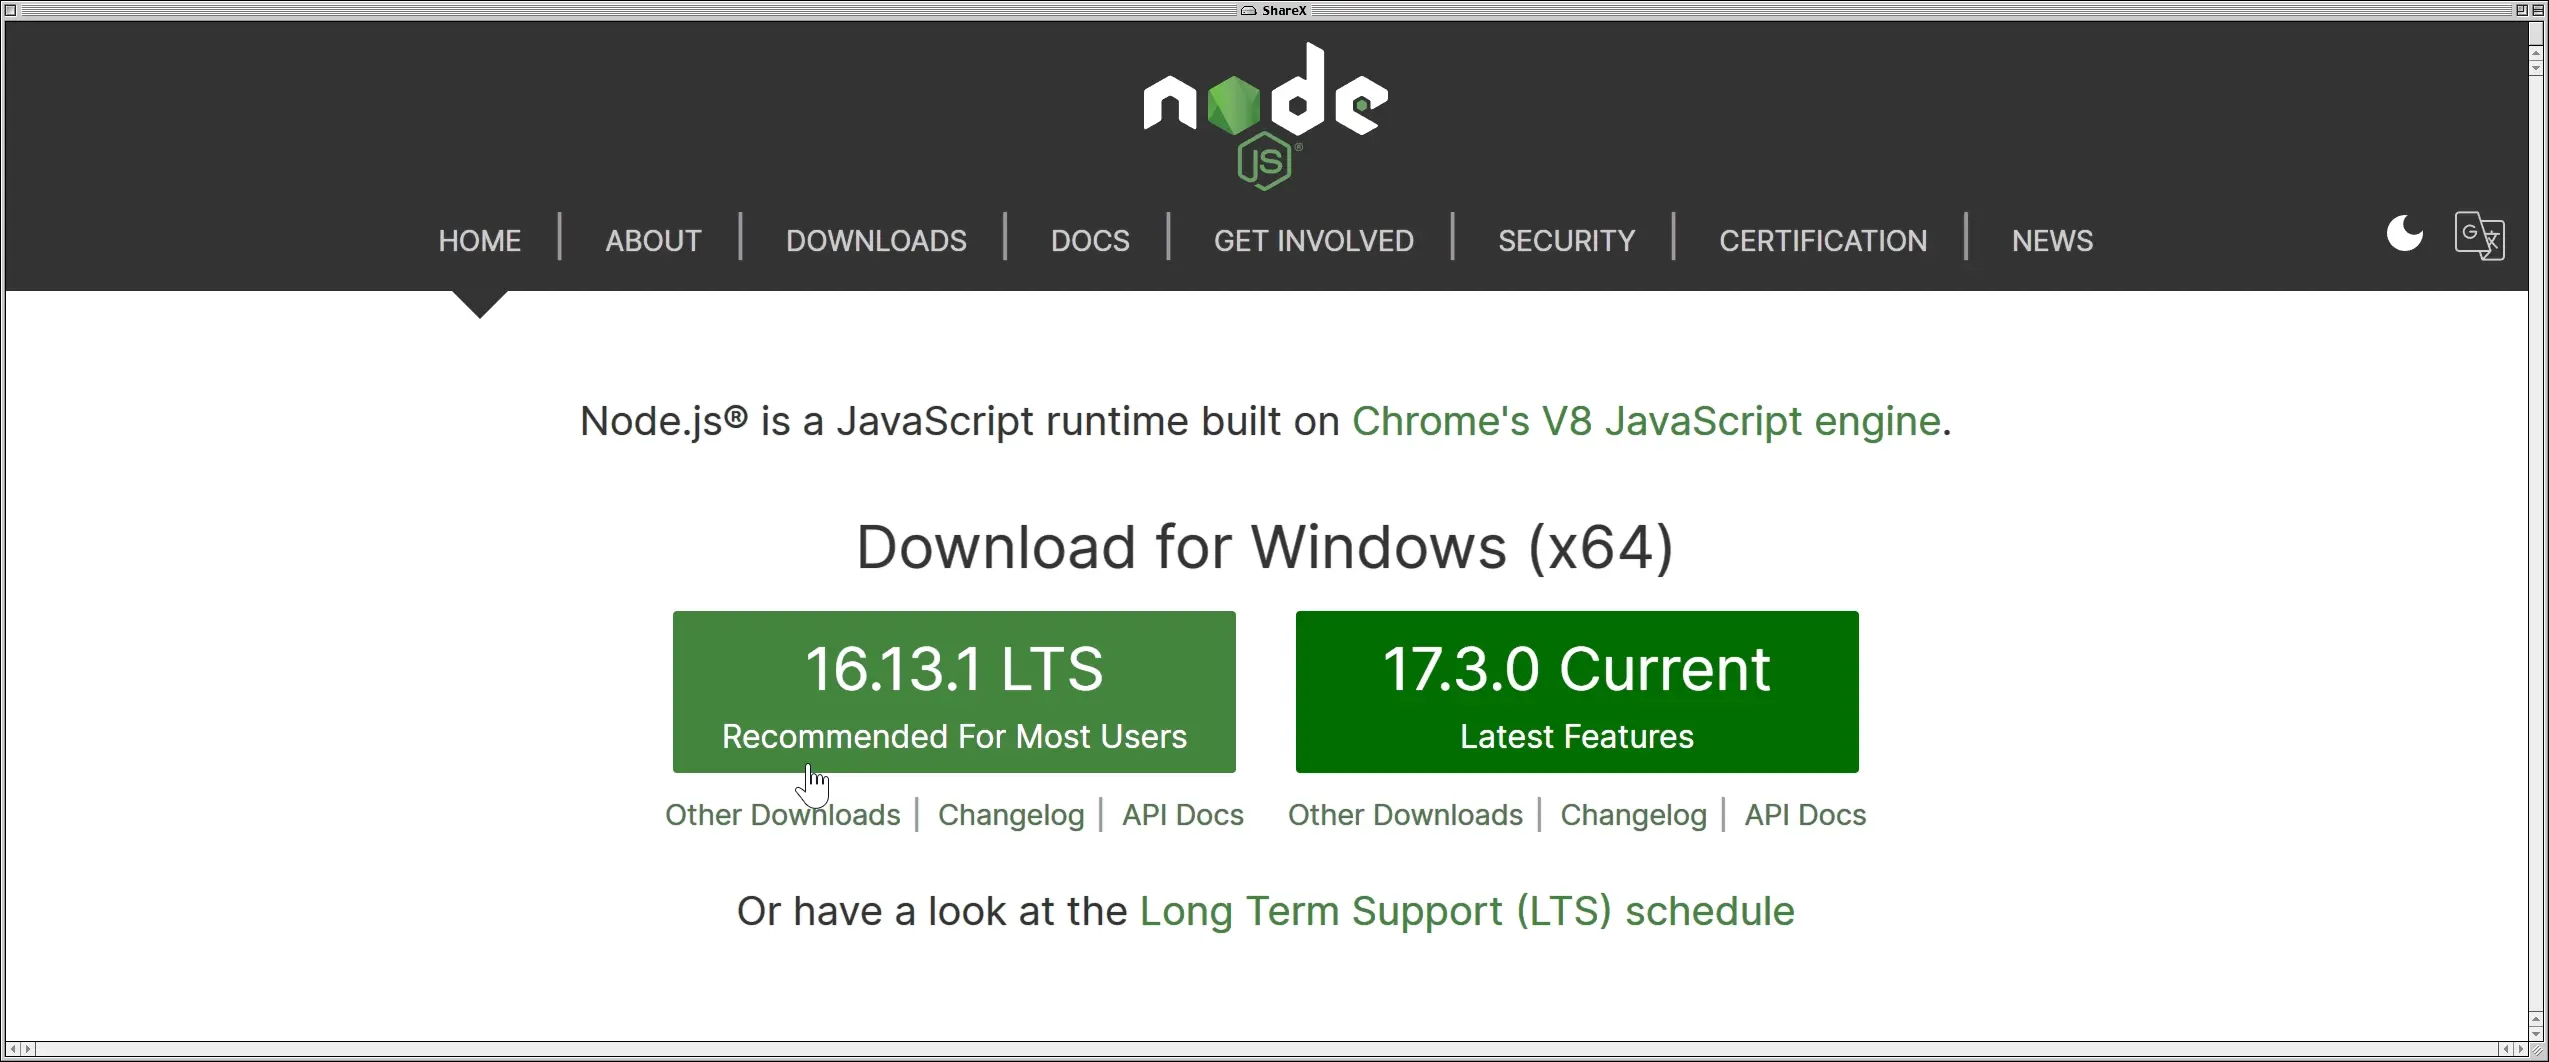 ShareX
node
JS®
HOME ABOUT DOWNLOADS DOCS GET INVOLVED SECURITY CERTIFICATION NEWS
G 文
Node.js® is a JavaScript runtime built on Chrome's V8 JavaScript engine.
Download for Windows (x64)
16.13.1 LTS
Recommended For Most Users
17.3.0 Current
Latest Features
Other Downloads | Changelog | API Docs
Other Downloads | Changelog | API Docs
Or have a look at the Long Term Support (LTS) schedule